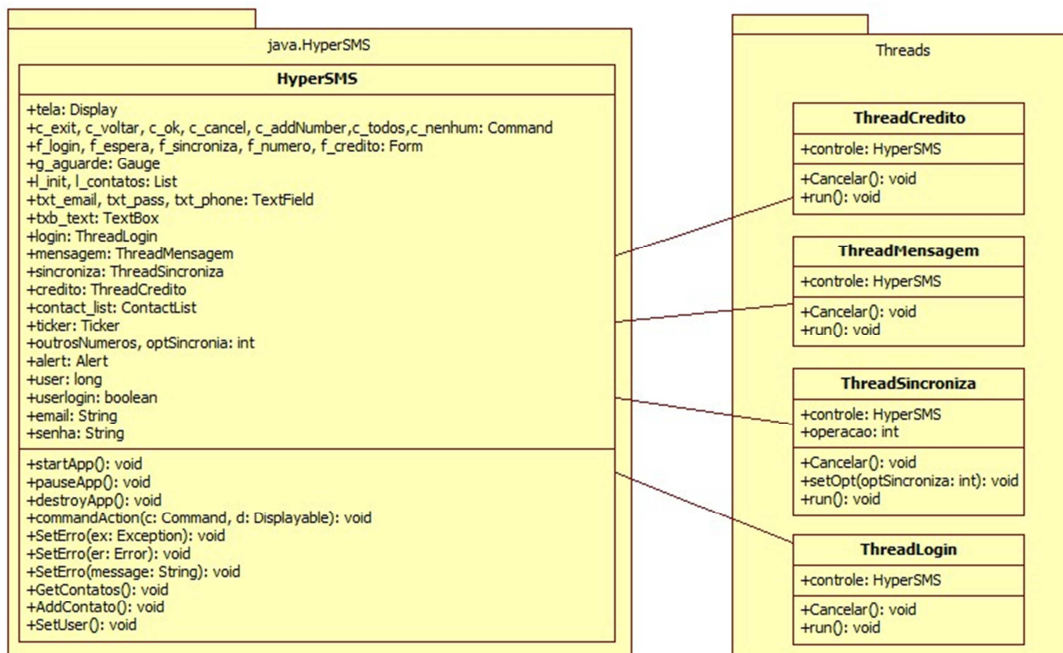 java.HyperSMS
HyperSMS
+tela: Display
+c_exit, c_voltar, c_ok, c_cancel, c_addNumber,c_todos,c_nenhum: Command
+f_login, f_espera, f_sincroniza, f_numero, f_credito: Form
+g_aguarde: Gauge
+l_init, l_contatos: List
+txt_email, txt_pass, txt_phone: TextField
+txb_text: TextBox
+login: ThreadLogin
+mensagem: ThreadMensagem
+sincroniza: ThreadSincroniza
+credito: ThreadCredito
+contact_list: ContactList
+ticker: Ticker
+outrosNumeros, optSincronia: int
+alert: Alert
+user: long
+userlogin: boolean
+email: String
+senha: String
+startApp(): void
+pauseApp(): void
+destroyApp(): void
+commandAction(c: Command, d: Displayable): void
+SetErro(ex: Exception): void
+SetErro(er: Error): void
+SetErro(message: String): void
+GetContatos(): void
+AddContato(): void
+SetUser(): void
Threads
ThreadCredito
+controle: HyperSMS
+Cancelar(): void
+run(): void
ThreadMensagem
+controle: HyperSMS
+Cancelar(): void
+run(): void
ThreadSincroniza
+controle: HyperSMS
+operacao: int
+Cancelar(): void
+setOpt(optSincroniza: int): void
+run(): void
ThreadLogin
+controle: HyperSMS
+Cancelar(): void
+run(): void